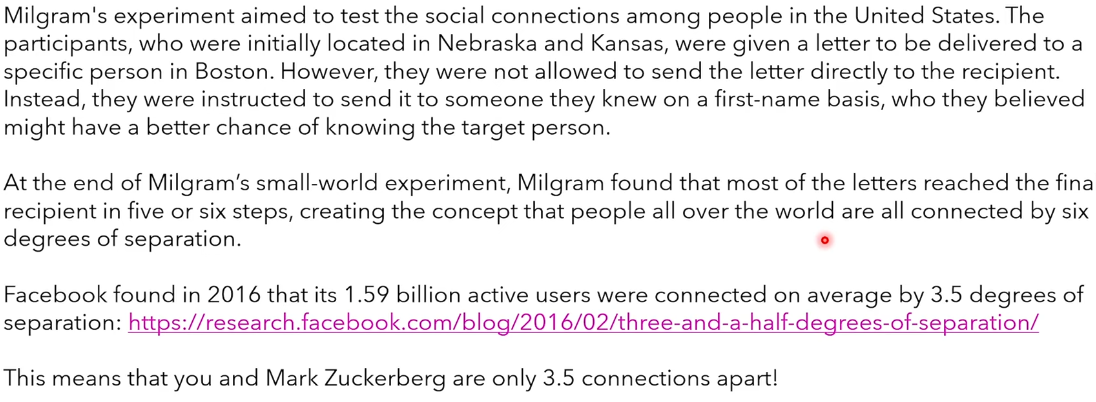 Milgram's experiment aimed to test the social connections among people in the United States. The
participants, who were initially located in Nebraska and Kansas, were given a letter to be delivered to a
specific person in Boston. However, they were not allowed to send the letter directly to the recipient.
Instead, they were instructed to send it to someone they knew on a first-name basis, who they believed
might have a better chance of knowing the target person.
At the end of Milgram’s small-world experiment, Milgram found that most of the letters reached the fina
recipient in five or six steps, creating the concept that people all over the world are all connected by six
degrees of separation.
Facebook found in 2016 that its 1.59 billion active users were connected on average by 3.5 degrees of
separation: https://research.facebook.com/blog/2016/02/three-and-a-half-degrees-of-separation/
This means that you and Mark Zuckerberg are only 3.5 connections apart!